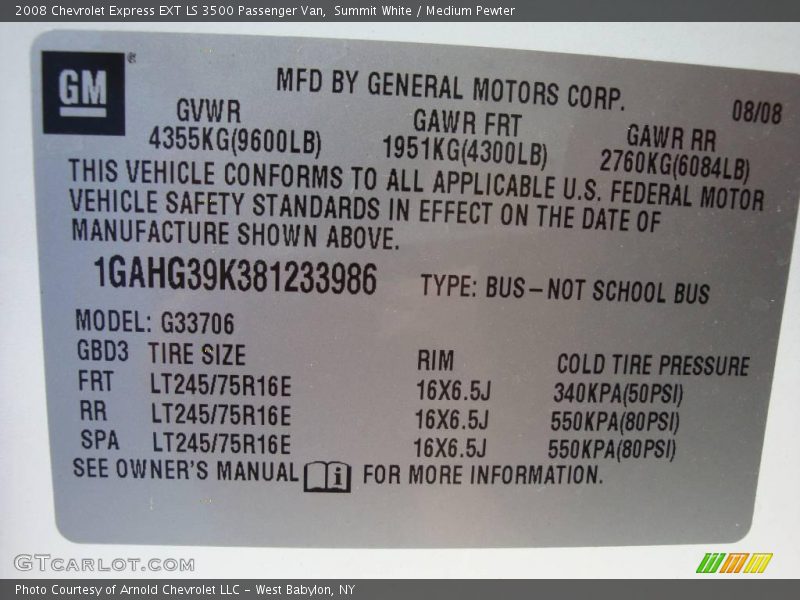 2008 Chevrolet Express EXT LS 3500 Passenger Van, Summit White / Medium Pewter
GM
®
MFD BY GENERAL MOTORS CORP.
08/08
GVWR GAWR FRT GAWR RR
4355KG(9600LB) 1951KG(4300LB) 2760KG(6084LB)
THIS VEHICLE CONFORMS TO ALL APPLICABLE U.S. FEDERAL MOTOR
VEHICLE SAFETY STANDARDS IN EFFECT ON THE DATE OF
MANUFACTURE SHOWN ABOVE.
1GAHG39K381233986 TYPE: BUS-NOT SCHOOL BUS
MODEL: G33706
GBD3 TIRE SIZE RIM COLD TIRE PRESSURE
FRT LT245/75R16E 16X6.5J 340KPA(50PSI)
RR LT245/75R16E 16X6.5J 550KPA(80PSI)
SPA LT245/75R16E 16X6.5J 550KPA(80PSI)
SEE OWNER'S MANUAL i FOR MORE INFORMATION.
GTCARLOT.COM
Photo Courtesy of Arnold Chevrolet LLC - West Babylon, NY